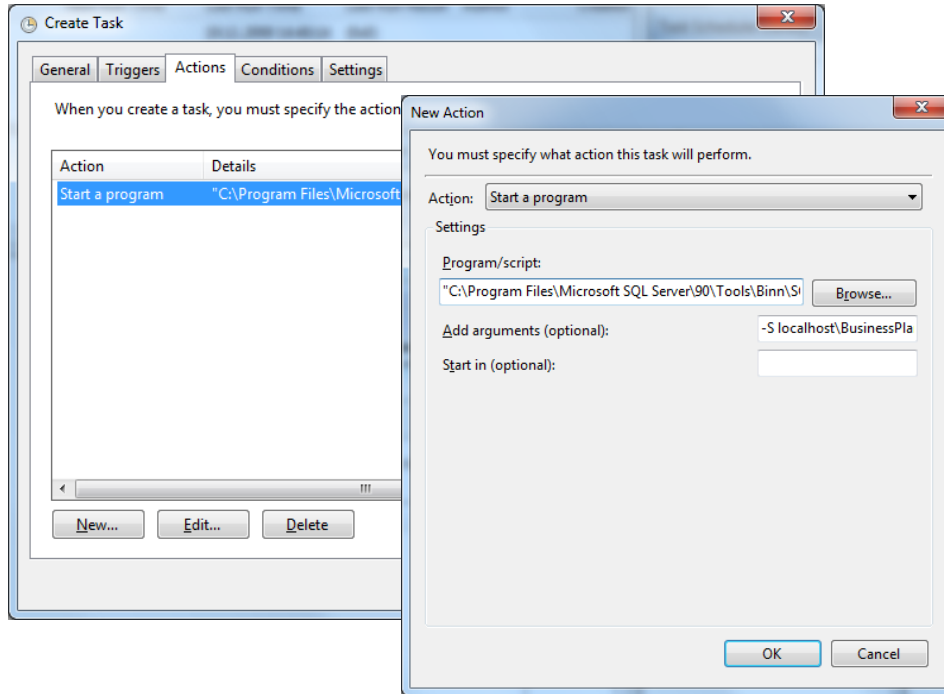 Create Task
General Triggers Actions Conditions Settings
When you create a task, you must specify the action
Action Details
Start a program "C:\Program Files\Microsoft
New... Edit... Delete
New Action
You must specify what action this task will perform.
Action: Start a program
Settings
Program/script:
"C:\Program Files\Microsoft SQL Server\90\Tools\Binn\S Browse...
Add arguments (optional): -S localhost\BusinessPla
Start in (optional):
OK Cancel